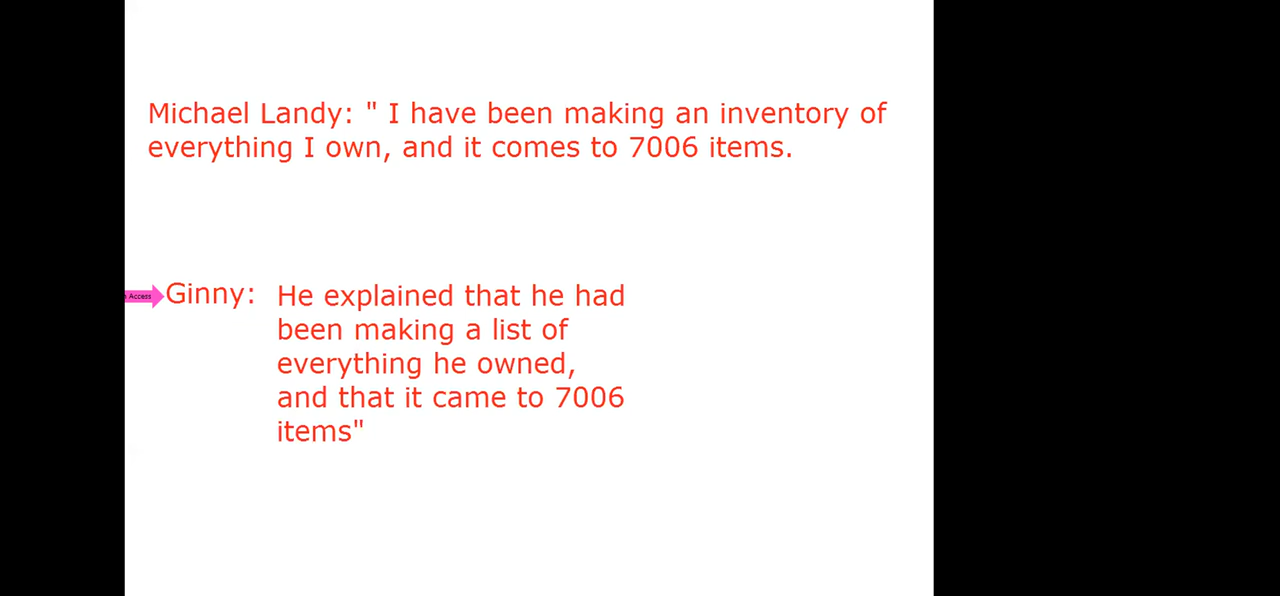 Michael Landy: " I have been making an inventory of
everything I own, and it comes to 7006 items.
Access
Ginny:
He explained that he had
been making a list of
everything he owned,
and that it came to 7006
items"